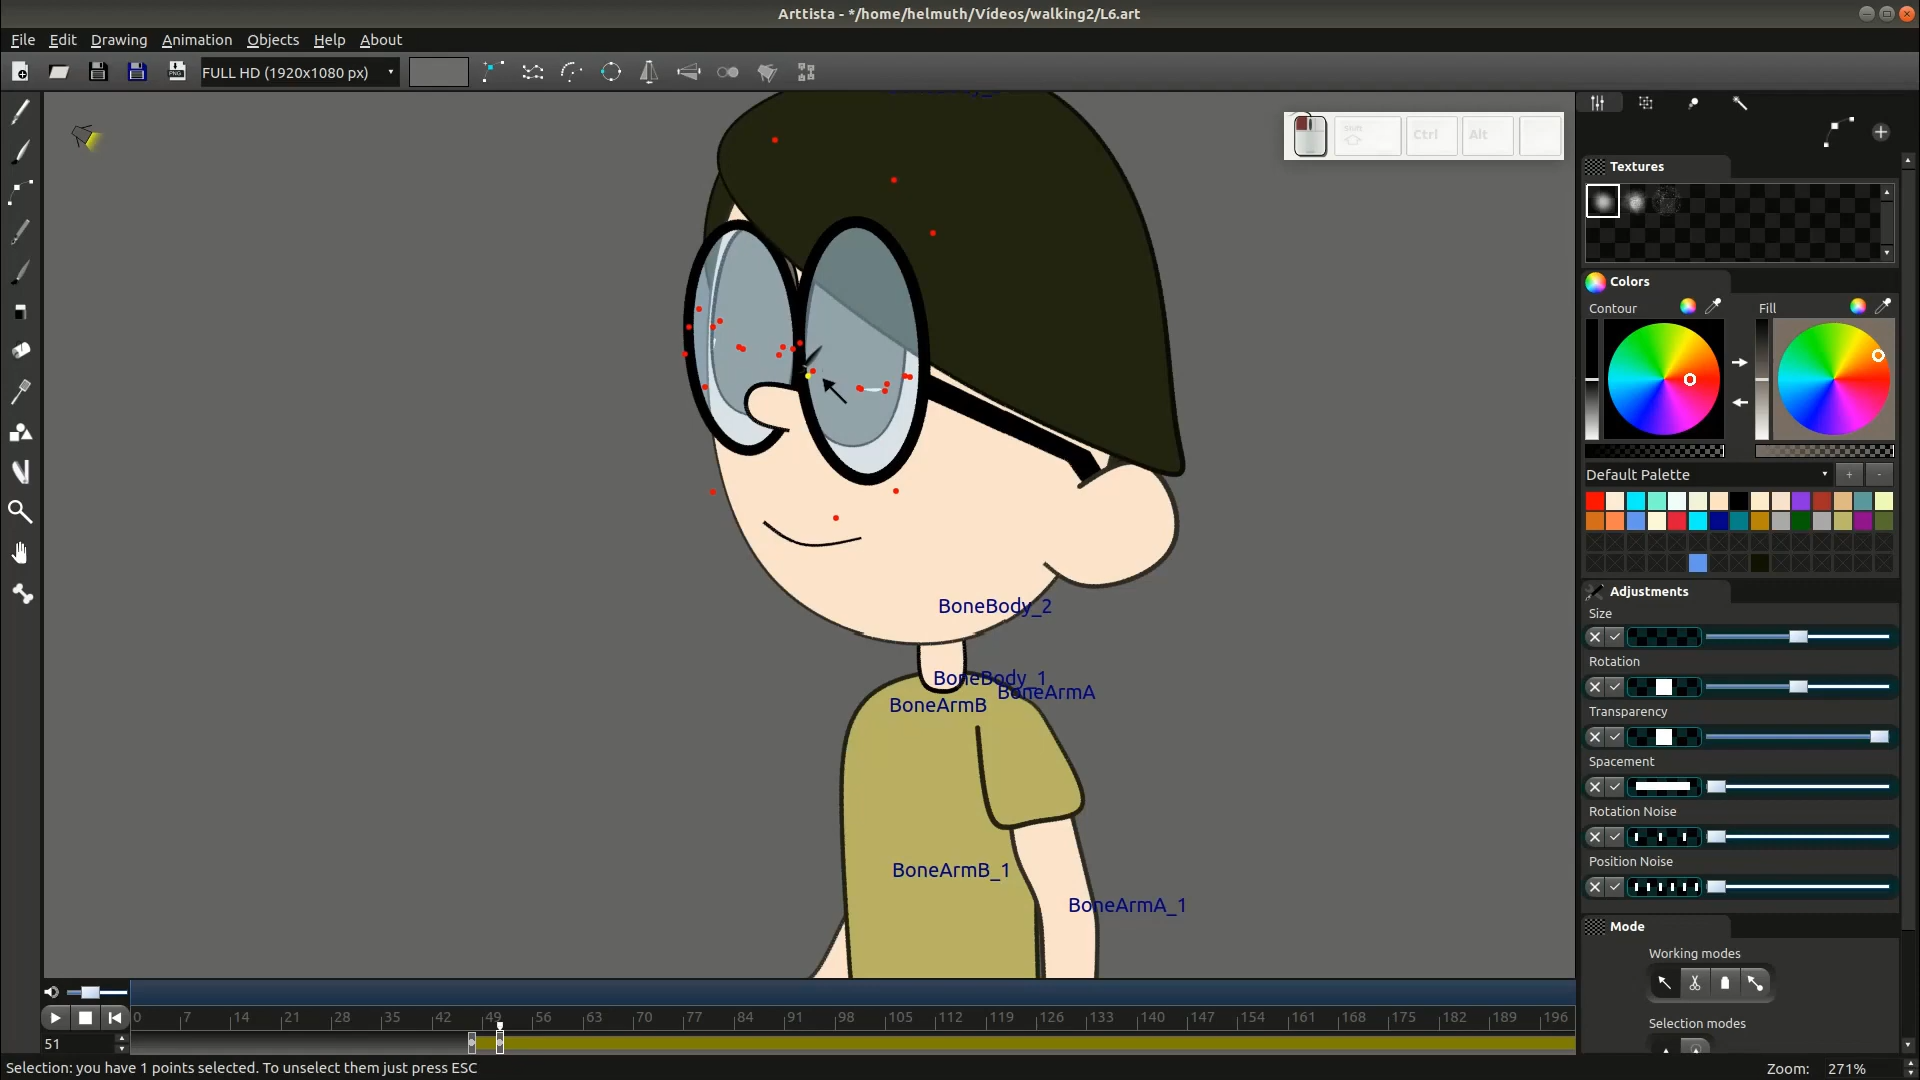 Arttista - */home/helmuth/Vídeos/walking2/L6.art
File Edit Drawing Animation Objects Help About
FULL HD (1920x1080 px)
Shift Ctrl Alt
Textures
Colors
Contour Fill
Default Palette
+ -
Adjustments
Size
Rotation
Transparency
Spacement
Rotation Noise
Position Noise
Mode
Working modes
Selection modes
BoneBody_2
BoneBody_1
BoneArmA
BoneArmB
BoneArmB_1
BoneArmA_1
0 7 14 21 28 35 42 49 56 63 70 77 84 91 98 105 112 119 126 133 140 147 154 161 168 175 182 189 196
51
Selection: you have 1 points selected. To unselect them just press ESC
Zoom: 271%